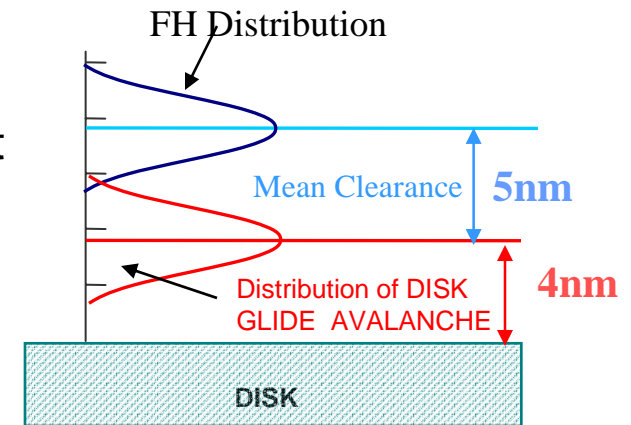 FH Distribution
Mean Clearance
5nm
Distribution of DISK
GLIDE AVALANCHE
4nm
DISK